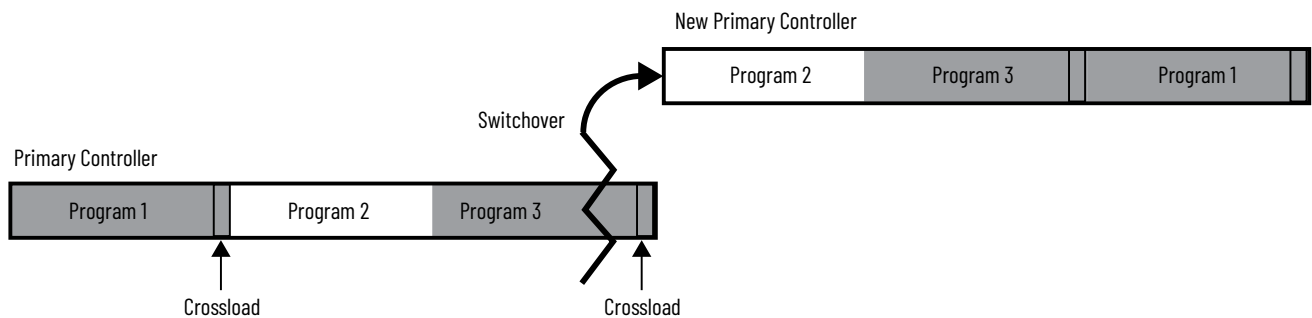 New Primary Controller
Program 2
Program 3
Program 1
Switchover
Primary Controller
Program 1
Program 2
Program 3
Crossload
Crossload